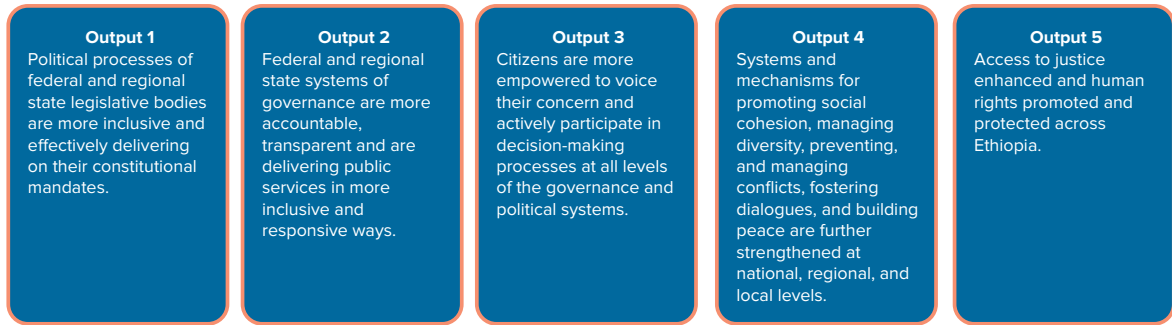 Output 1
Political processes of
federal and regional
state legislative bodies
are more inclusive and
effectively delivering
on their constitutional
mandates.
Output 2
Federal and regional
state systems of
governance are more
accountable,
transparent and are
delivering public
services in more
inclusive and
responsive ways.
Output 3
Citizens are more
empowered to voice
their concern and
actively participate in
decision-making
processes at all levels
of the governance and
political systems.
Output 4
Systems and
mechanisms for
promoting social
cohesion, managing
diversity, preventing,
and managing
conflicts, fostering
dialogues, and building
peace are further
strengthened at
national, regional, and
local levels.
Output 5
Access to justice
enhanced and human
rights promoted and
protected across
Ethiopia.